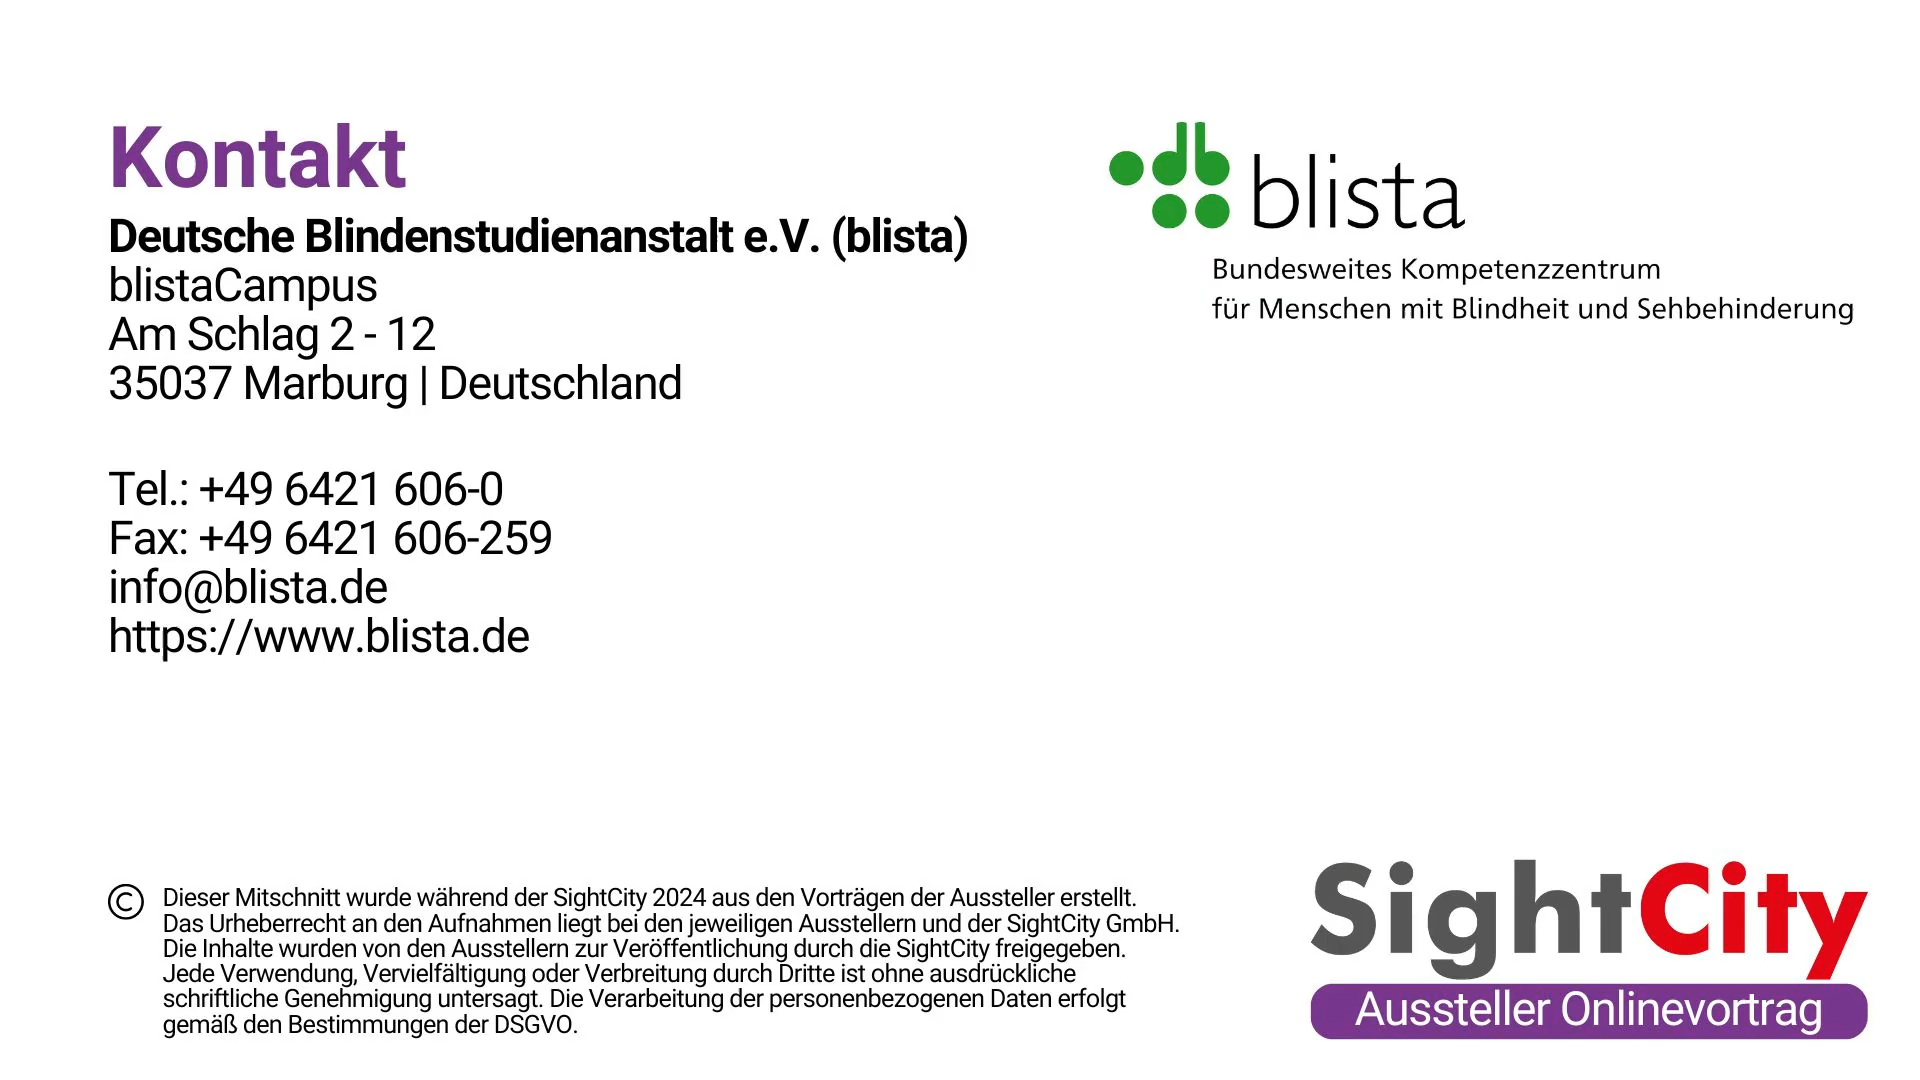 Kontakt
Deutsche Blindenstudienanstalt e.V. (blista)
blistaCampus
Am Schlag 2 - 12
35037 Marburg | Deutschland
Tel.: +49 6421 606-0
Fax: +49 6421 606-259
info@blista.de
https://www.blista.de
blista
Bundesweites Kompetenzzentrum
für Menschen mit Blindheit und Sehbehinderung
© Dieser Mitschnitt wurde während der SightCity 2024 aus den Vorträgen der Aussteller erstellt.
Das Urheberrecht an den Aufnahmen liegt bei den jeweiligen Ausstellern und der SightCity GmbH.
Die Inhalte wurden von den Ausstellern zur Veröffentlichung durch die SightCity freigegeben.
Jede Verwendung, Vervielfältigung oder Verbreitung durch Dritte ist ohne ausdrückliche
schriftliche Genehmigung untersagt. Die Verarbeitung der personenbezogenen Daten erfolgt
gemäß den Bestimmungen der DSGVO.
SightCity
Aussteller Onlinevortrag